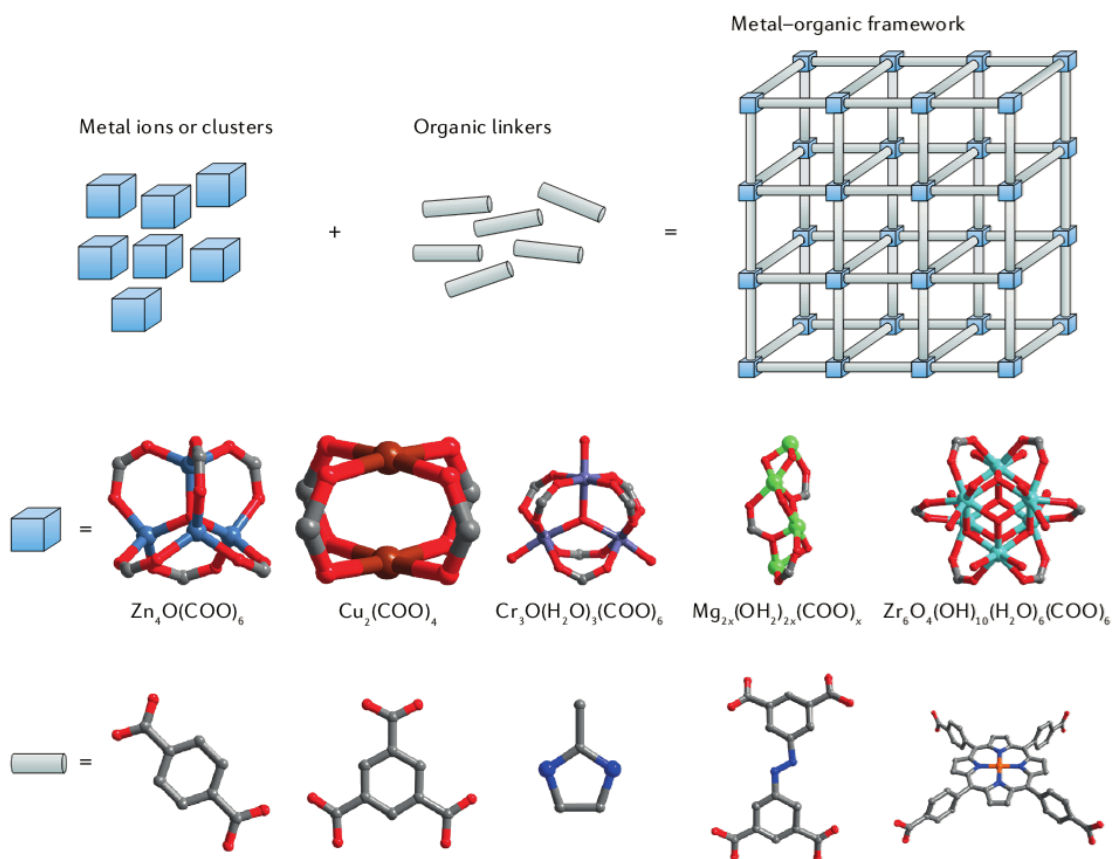 Metal–organic framework
Metal ions or clusters
Organic linkers
+
=
=
Zn₄O(COO)₆
Cu₂(COO)₄
Cr₃O(H₂O)₃(COO)₆
Mg₂ₓ(OH₂)₂ₓ(COO)ₓ
Zr₆O₄(OH)₁₀(H₂O)₆(COO)₆
=